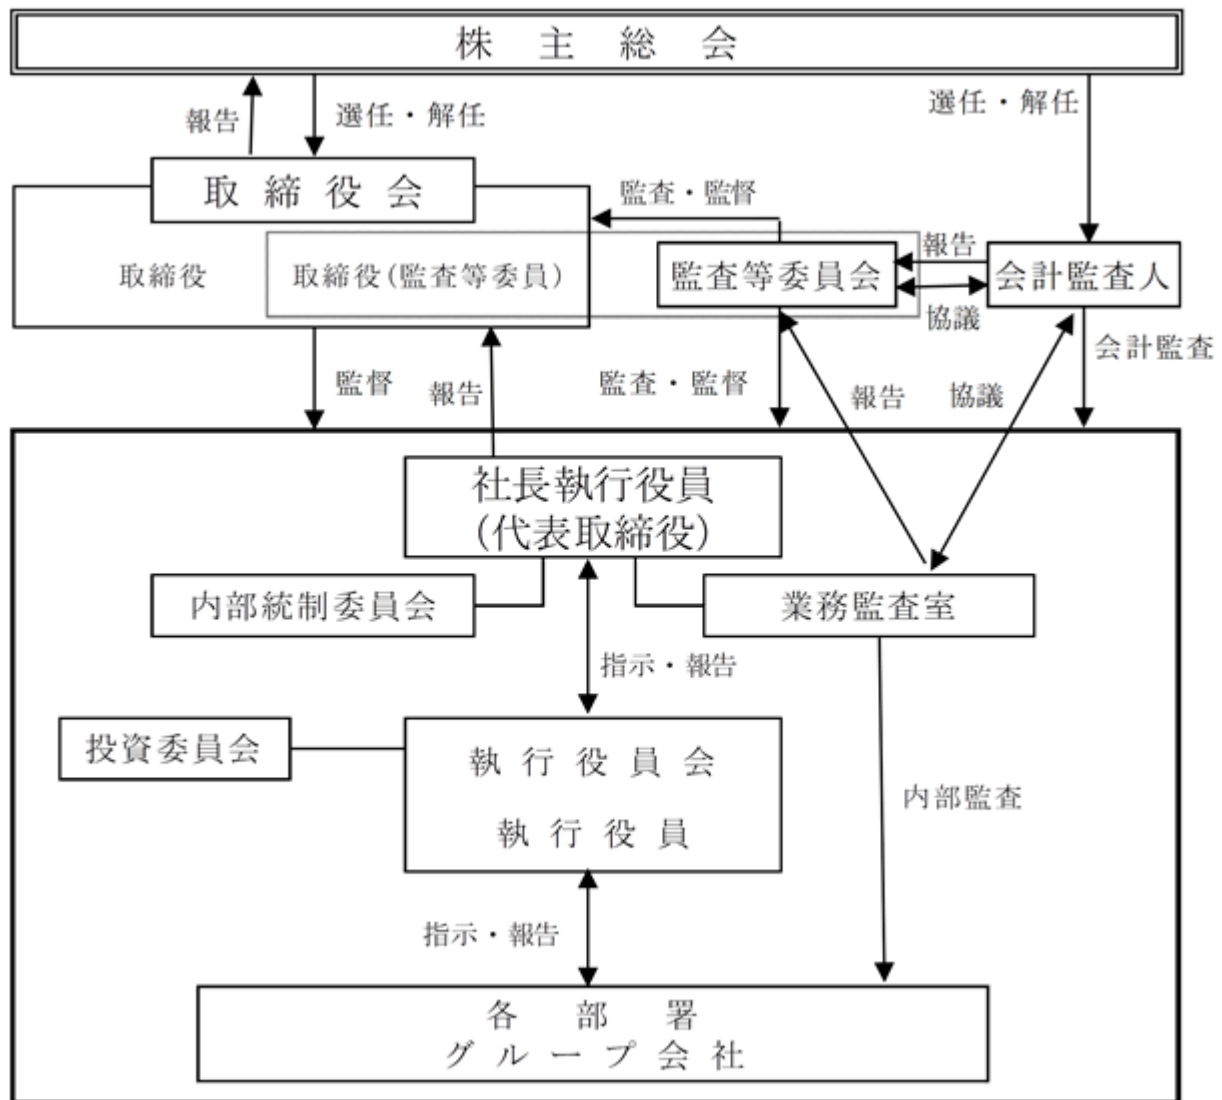 株主総会
報告
選任・解任
選任・解任
取締役会
監査・監督
取締役
取締役(監査等委員)
監査等委員会
報告
協議
会計監査人
監督
報告
監査・監督
報告
協議
会計監査
社長執行役員
(代表取締役)
内部統制委員会
業務監査室
指示・報告
投資委員会
執行役員会
執行役員
内部監査
指示・報告
各部署
グループ会社